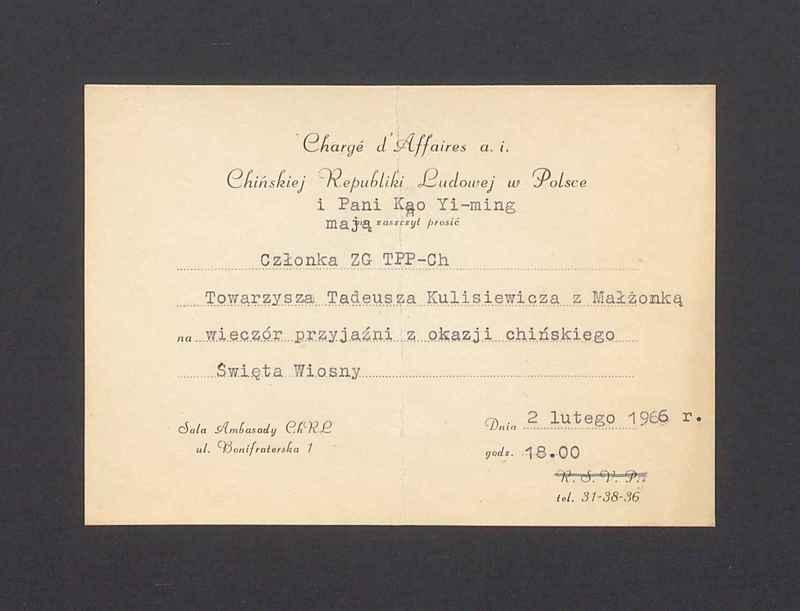 Chargé d'Affaires a. i.
Chińskiej Republiki Ludowej w Polsce
i Pani Kao Yi-ming
mają zaszczyt prosić
Członka ZG TPP-Ch
Towarzysza Tadeusza Kulisiewicza z Małżonką
na wieczór przyjaźni z okazji chińskiego
Święta Wiosny
Sala Ambasady ChRL
ul. Bonifraterska 1
Dnia 2 lutego 1966 r.
godz. 18.00
R. S. V. P.
tel. 31-38-36